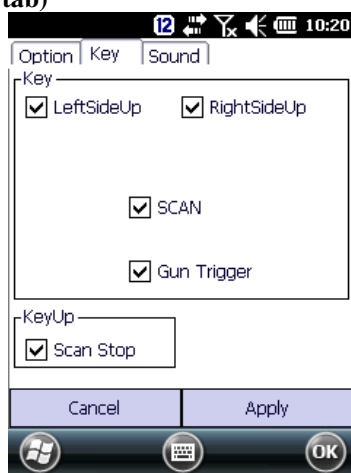 tab)
12 10:20
Option Key Sound
Key
LeftSideUp RightSideUp
SCAN
Gun Trigger
KeyUp
Scan Stop
Cancel Apply
OK